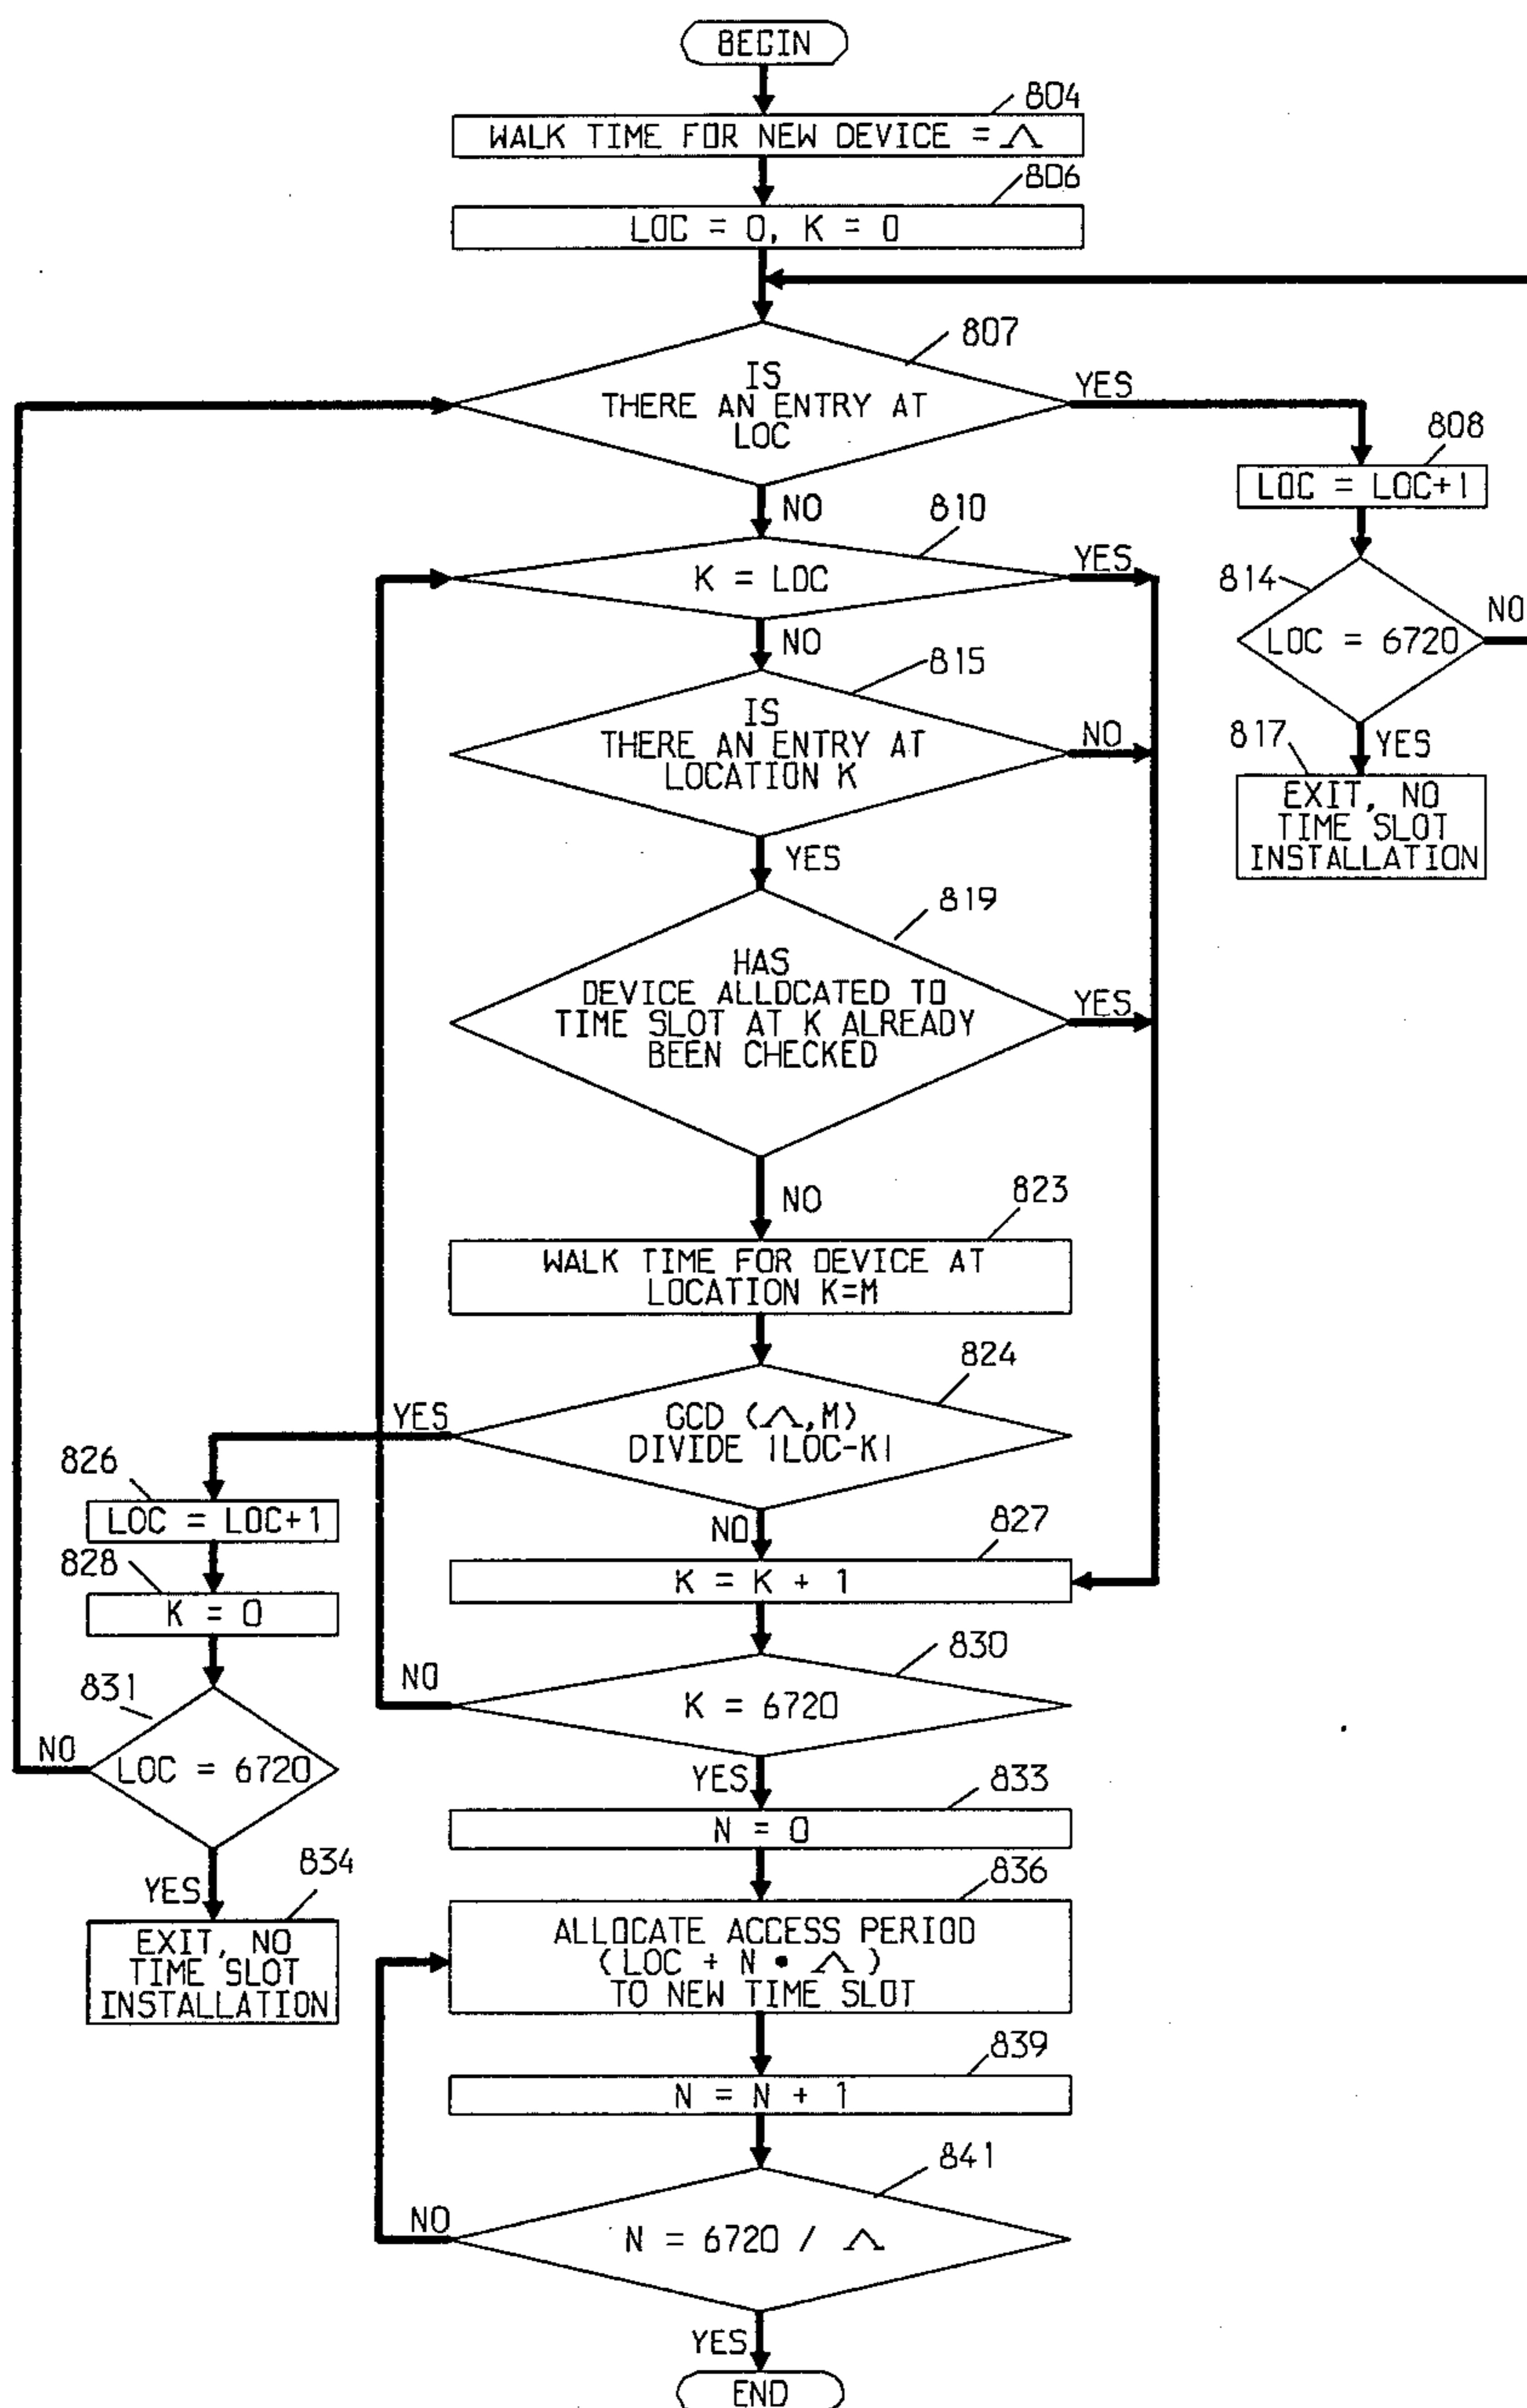 BEGIN
804
WALK TIME FOR NEW DEVICE = Λ
806
LOC = 0, K = 0
807
IS
THERE AN ENTRY AT
LOC
YES
NO
808
LOC = LOC+1
810
K = LOC
YES
NO
814
LOC = 6720
NO
YES
815
IS
THERE AN ENTRY AT
LOCATION K
NO
YES
817
EXIT, NO
TIME SLOT
INSTALLATION
819
HAS
DEVICE ALLOCATED TO
TIME SLOT AT K ALREADY
BEEN CHECKED
YES
NO
823
WALK TIME FOR DEVICE AT
LOCATION K=M
824
GCD (Λ,M)
DIVIDE |LOC-K|
YES
NO
826
LOC = LOC+1
827
K = K + 1
828
K = 0
830
K = 6720
NO
YES
831
LOC = 6720
NO
YES
833
N = 0
834
EXIT, NO
TIME SLOT
INSTALLATION
836
ALLOCATE ACCESS PERIOD
(LOC + N • Λ)
TO NEW TIME SLOT
839
N = N + 1
841
N = 6720 / Λ
NO
YES
END